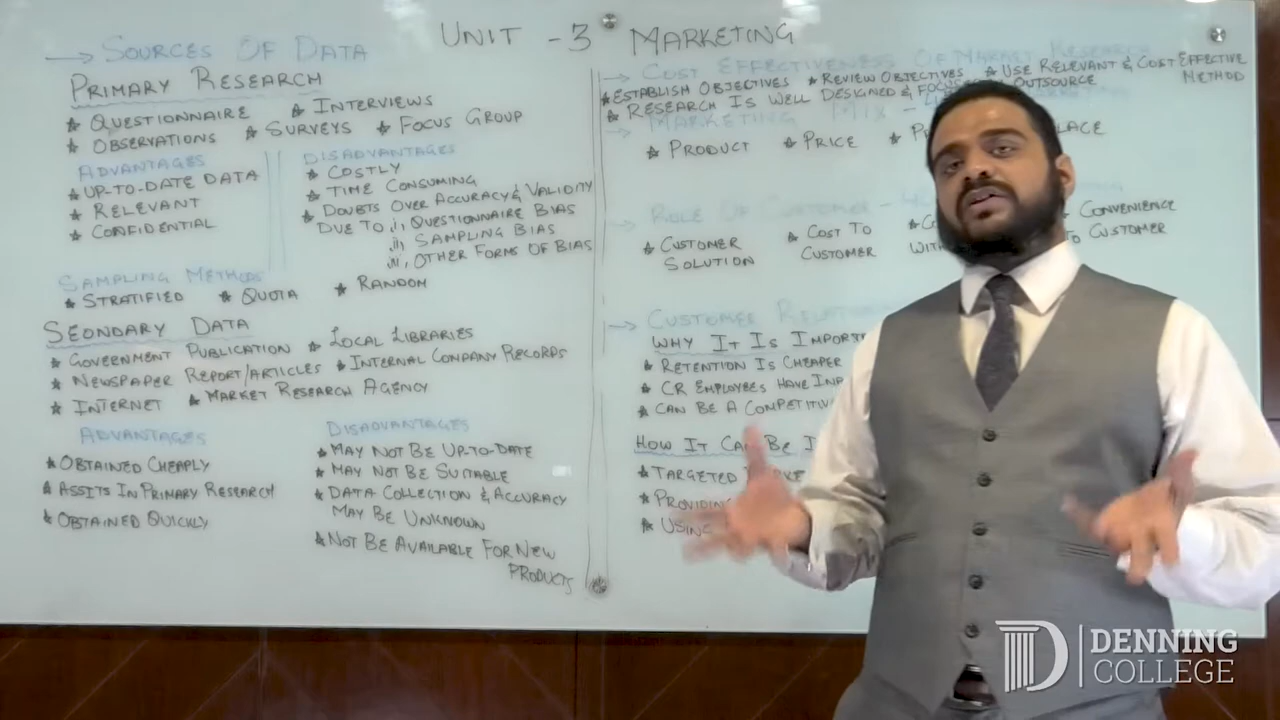 UNIT - 3 MARKETING
→ SOURCES OF DATA
PRIMARY RESEARCH
★ QUESTIONNAIRE ★ INTERVIEWS
★ OBSERVATIONS ★ SURVEYS ★ FOCUS GROUP
ADVANTAGES
★ UP-TO-DATE DATA
★ RELEVANT
★ CONFIDENTIAL
DISADVANTAGES
★ COSTLY
★ TIME CONSUMING
★ DOUBTS OVER ACCURACY & VALIDITY
DUE TO i, QUESTIONNAIRE BIAS
ii, SAMPLING BIAS
iii, OTHER FORMS OF BIAS
SAMPLING METHODS
★ STRATIFIED ★ QUOTA ★ RANDOM
SEONDARY DATA
★ GOVERNMENT PUBLICATION ★ LOCAL LIBRARIES
★ NEWSPAPER REPORT/ARTICLES ★ INTERNAL COMPANY RECORDS
★ INTERNET ★ MARKET RESEARCH AGENCY
ADVANTAGES
★ OBTAINED CHEAPLY
★ ASSITS IN PRIMARY RESEARCH
★ OBTAINED QUICKLY
DISADVANTAGES
★ MAY NOT BE UP-TO-DATE
★ MAY NOT BE SUITABLE
★ DATA COLLECTION & ACCURACY
MAY BE UNKNOWN
★ NOT BE AVAILABLE FOR NEW
PRODUCTS
→ COST EFFECTIVENESS OF MARKET RESEARCH
★ ESTABLISH OBJECTIVES ★ REVIEW OBJECTIVES ★ USE RELEVANT & COST EFFECTIVE
METHOD
★ RESEARCH IS WELL DESIGNED & OUTSOURCE
→ MARKETING MIX -
★ PRODUCT ★ PRICE
→ ROLE OF CUSTOMER -
★ CUSTOMER ★ COST TO CONVENIENCE
SOLUTION CUSTOMER TO CUSTOMER
→ CUSTOMER
WHY IT IS
★ RETENTION IS CHEAPER
★ CR EMPLOYEES HAVE
★ CAN BE A
HOW IT BE
★ TARGETED
★ USING
DENNING
COLLEGE